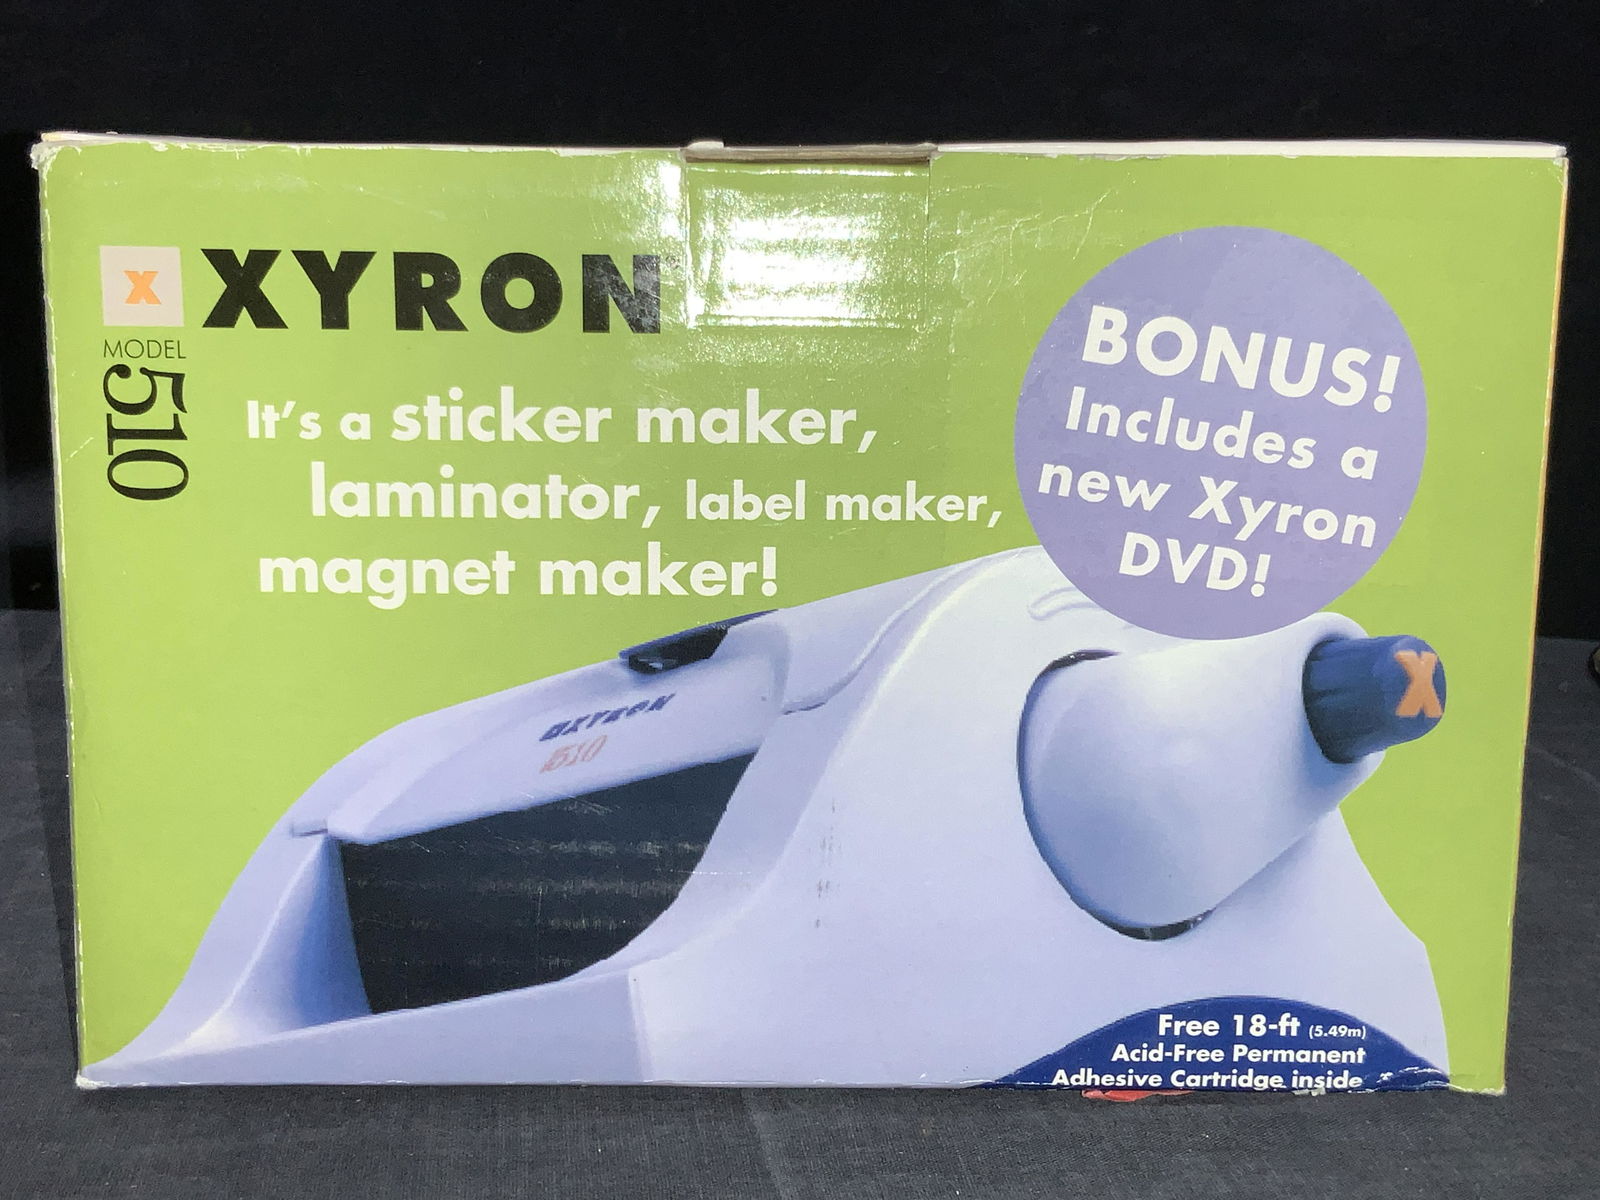 X XYRON
MODEL
510
It's a sticker maker,
laminator, label maker,
magnet maker!
BONUS!
Includes a
new Xyron
DVD!
X
XYRON
510
Free 18-ft (5.49m)
Acid-Free Permanent
Adhesive Cartridge inside